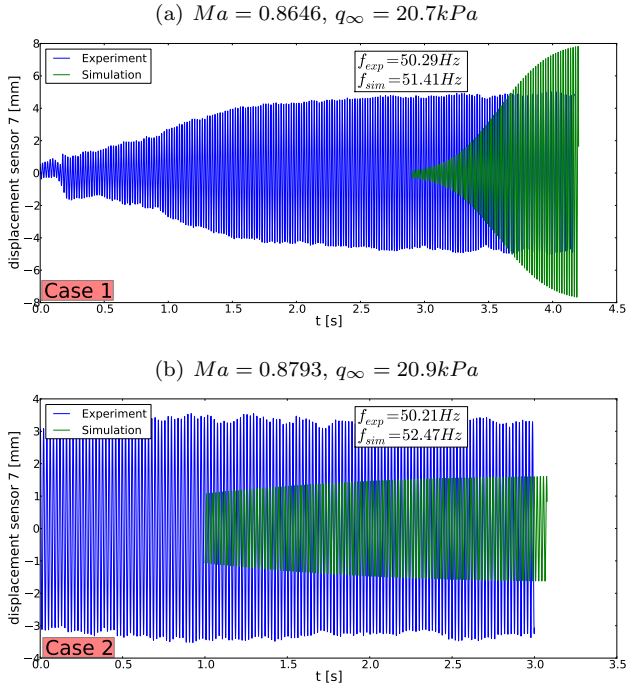 (a) Ma = 0.8646, q∞ = 20.7kPa
displacement sensor 7 [mm]
8
6
4
2
0
−2
−4
−6
−8
Experiment
Simulation
f_exp=50.29Hz
f_sim=51.41Hz
Case 1
0.0 0.5 1.0 1.5 2.0 2.5 3.0 3.5 4.0 4.5
t [s]
(b) Ma = 0.8793, q∞ = 20.9kPa
displacement sensor 7 [mm]
4
3
2
1
0
−1
−2
−3
−4
Experiment
Simulation
f_exp=50.21Hz
f_sim=52.47Hz
Case 2
0.0 0.5 1.0 1.5 2.0 2.5 3.0 3.5
t [s]